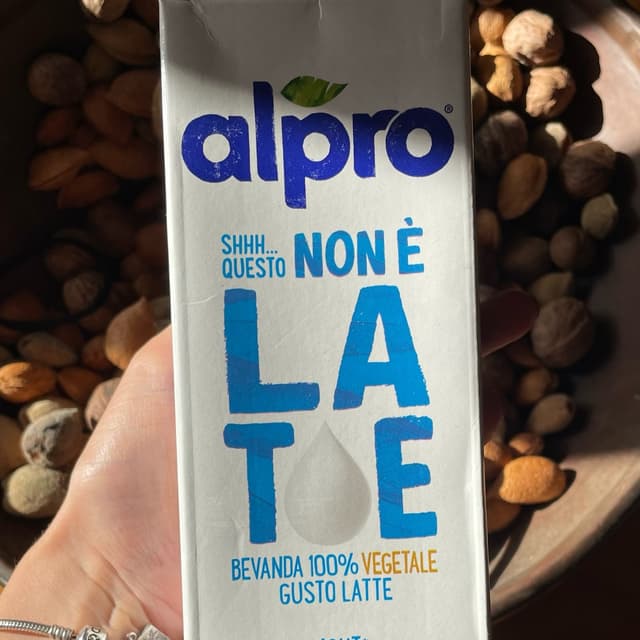 alpro®
SHHH...
QUESTO NON È
LA
TE
BEVANDA 100% VEGETALE
GUSTO LATTE